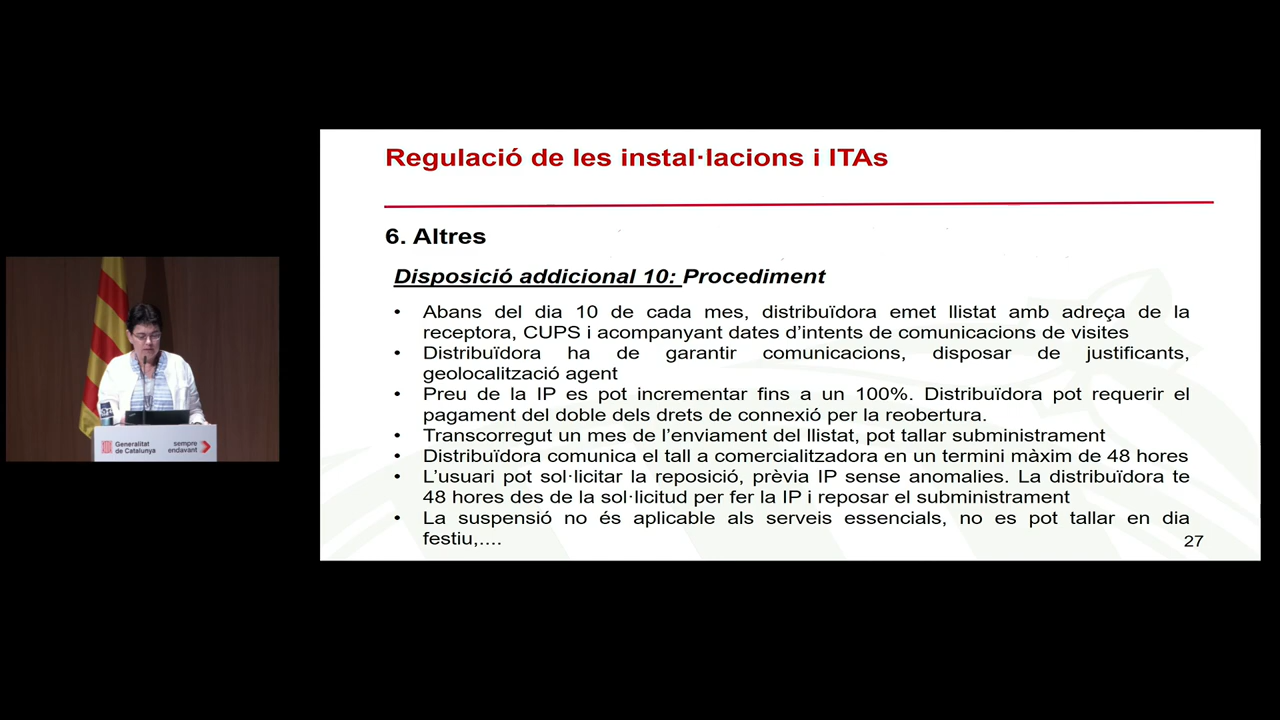 Regulació de les instal·lacions i ITAs
6. Altres
Disposició addicional 10: Procediment
• Abans del dia 10 de cada mes, distribuïdora emet llistat amb adreça de la
receptora, CUPS i acompanyant dates d’intents de comunicacions de visites
• Distribuïdora ha de garantir comunicacions, disposar de justificants,
geolocalització agent
• Preu de la IP es pot incrementar fins a un 100%. Distribuïdora pot requerir el
pagament del doble dels drets de connexió per la reobertura.
• Transcorregut un mes de l’enviament del llistat, pot tallar subministrament
• Distribuïdora comunica el tall a comercialitzadora en un termini màxim de 48 hores
• L’usuari pot sol·licitar la reposició, prèvia IP sense anomalies. La distribuïdora te
48 hores des de la sol·licitud per fer la IP i reposar el subministrament
• La suspensió no és aplicable als serveis essencials, no es pot tallar en dia
festiu,....
27
Generalitat
de Catalunya
sempre
endavant